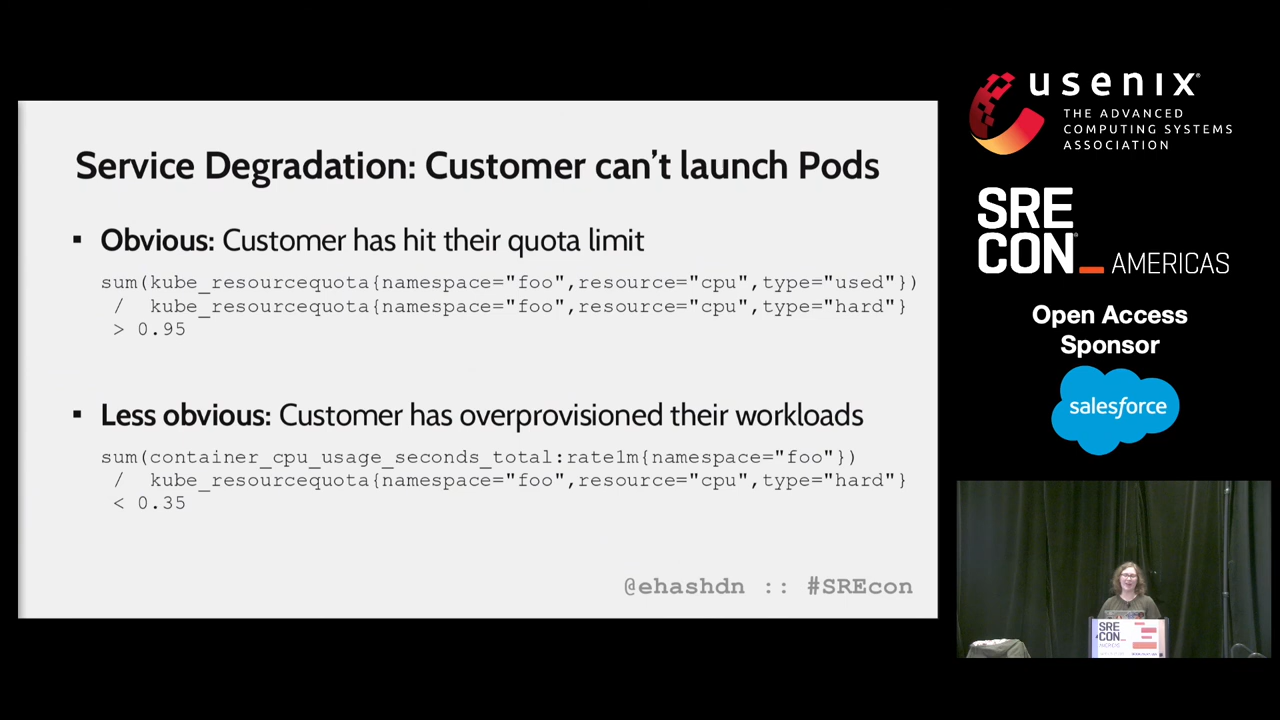 Service Degradation: Customer can't launch Pods
▪ Obvious: Customer has hit their quota limit
sum(kube_resourcequota{namespace="foo",resource="cpu",type="used"})
/ kube_resourcequota{namespace="foo",resource="cpu",type="hard"}
> 0.95
▪ Less obvious: Customer has overprovisioned their workloads
sum(container_cpu_usage_seconds_total:rate1m{namespace="foo"})
/ kube_resourcequota{namespace="foo",resource="cpu",type="hard"}
< 0.35
@ehashdn :: #SREcon
usenix
THE ADVANCED
COMPUTING SYSTEMS
ASSOCIATION
SRE
CON AMERICAS
Open Access
Sponsor
salesforce
SRE
CON